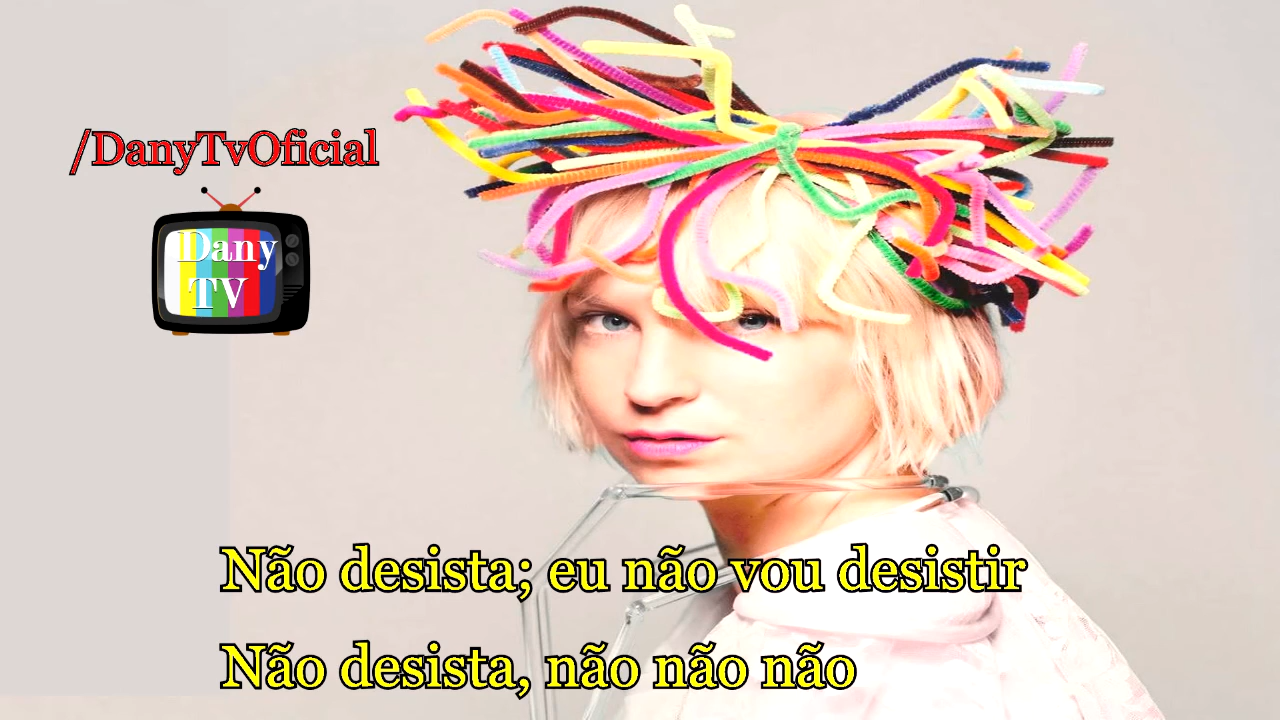 /DanyTvOficial
Dany
TV
Não desista; eu não vou desistir
Não desista, não não não